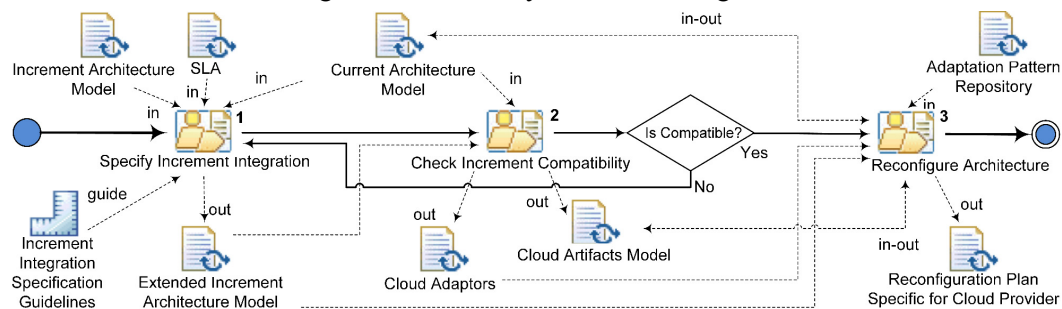 in-out
Increment Architecture
Model
SLA
in
in
in
Current Architecture
Model
in
Adaptation Pattern
Repository
in
1
Specify Increment Integration
2
Check Increment Compatibility
Is Compatible?
Yes
No
3
Reconfigure Architecture
guide
out
out
out
out
in-out
Increment
Integration
Specification
Guidelines
Extended Increment
Architecture Model
Cloud Adaptors
Cloud Artifacts Model
Reconfiguration Plan
Specific for Cloud Provider